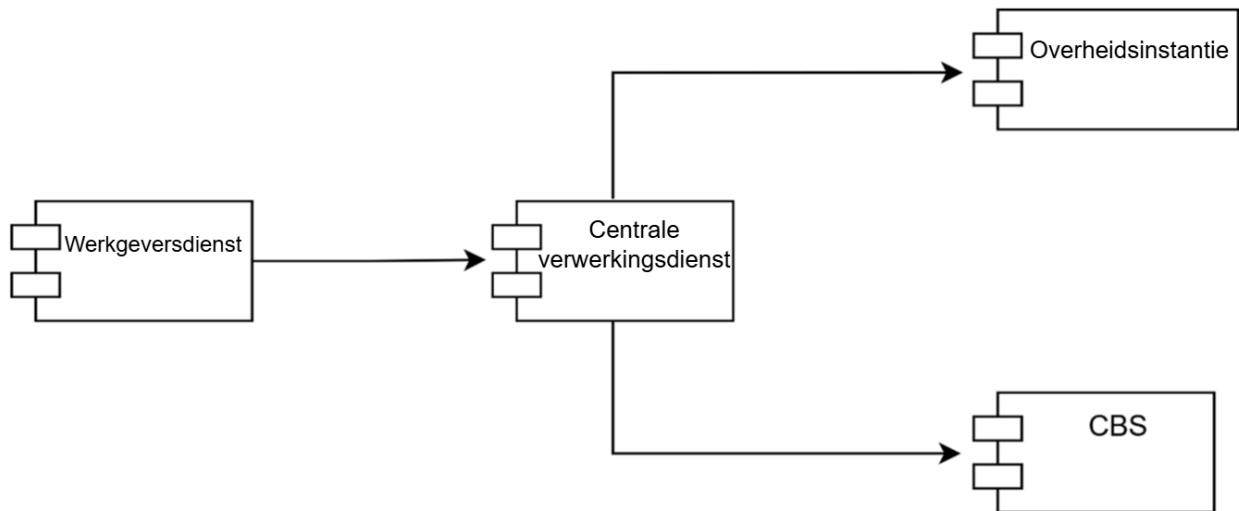 Overheidsinstantie
Werkgeversdienst
Centrale
verwerkingsdienst
CBS